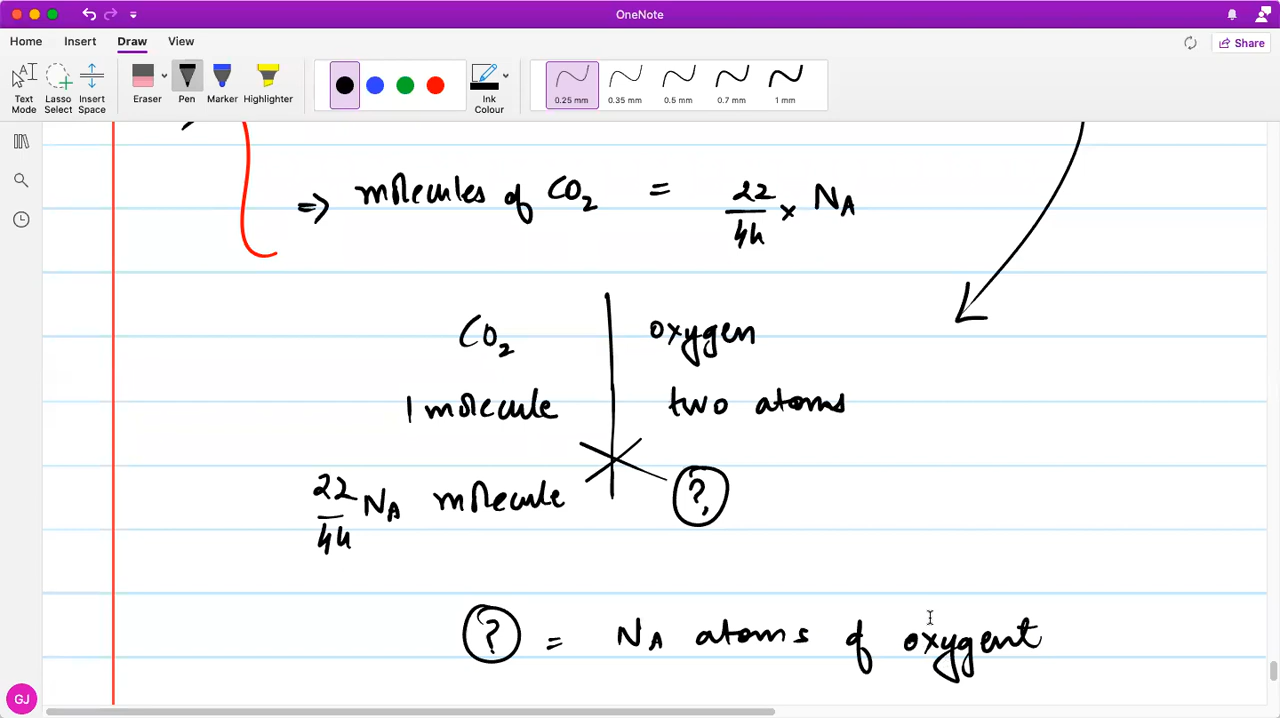 OneNote
Home Insert Draw View Share
Text Mode Lasso Select Insert Space Eraser Pen Marker Highlighter Ink Colour 0.25 mm 0.35 mm 0.5 mm 0.7 mm 1 mm
⇒ molecules of CO₂ = 22/44 × NA
CO₂ | oxygen
1 molecule | two atoms
22/44 NA molecule ?
? = NA atoms of oxygent
GJ